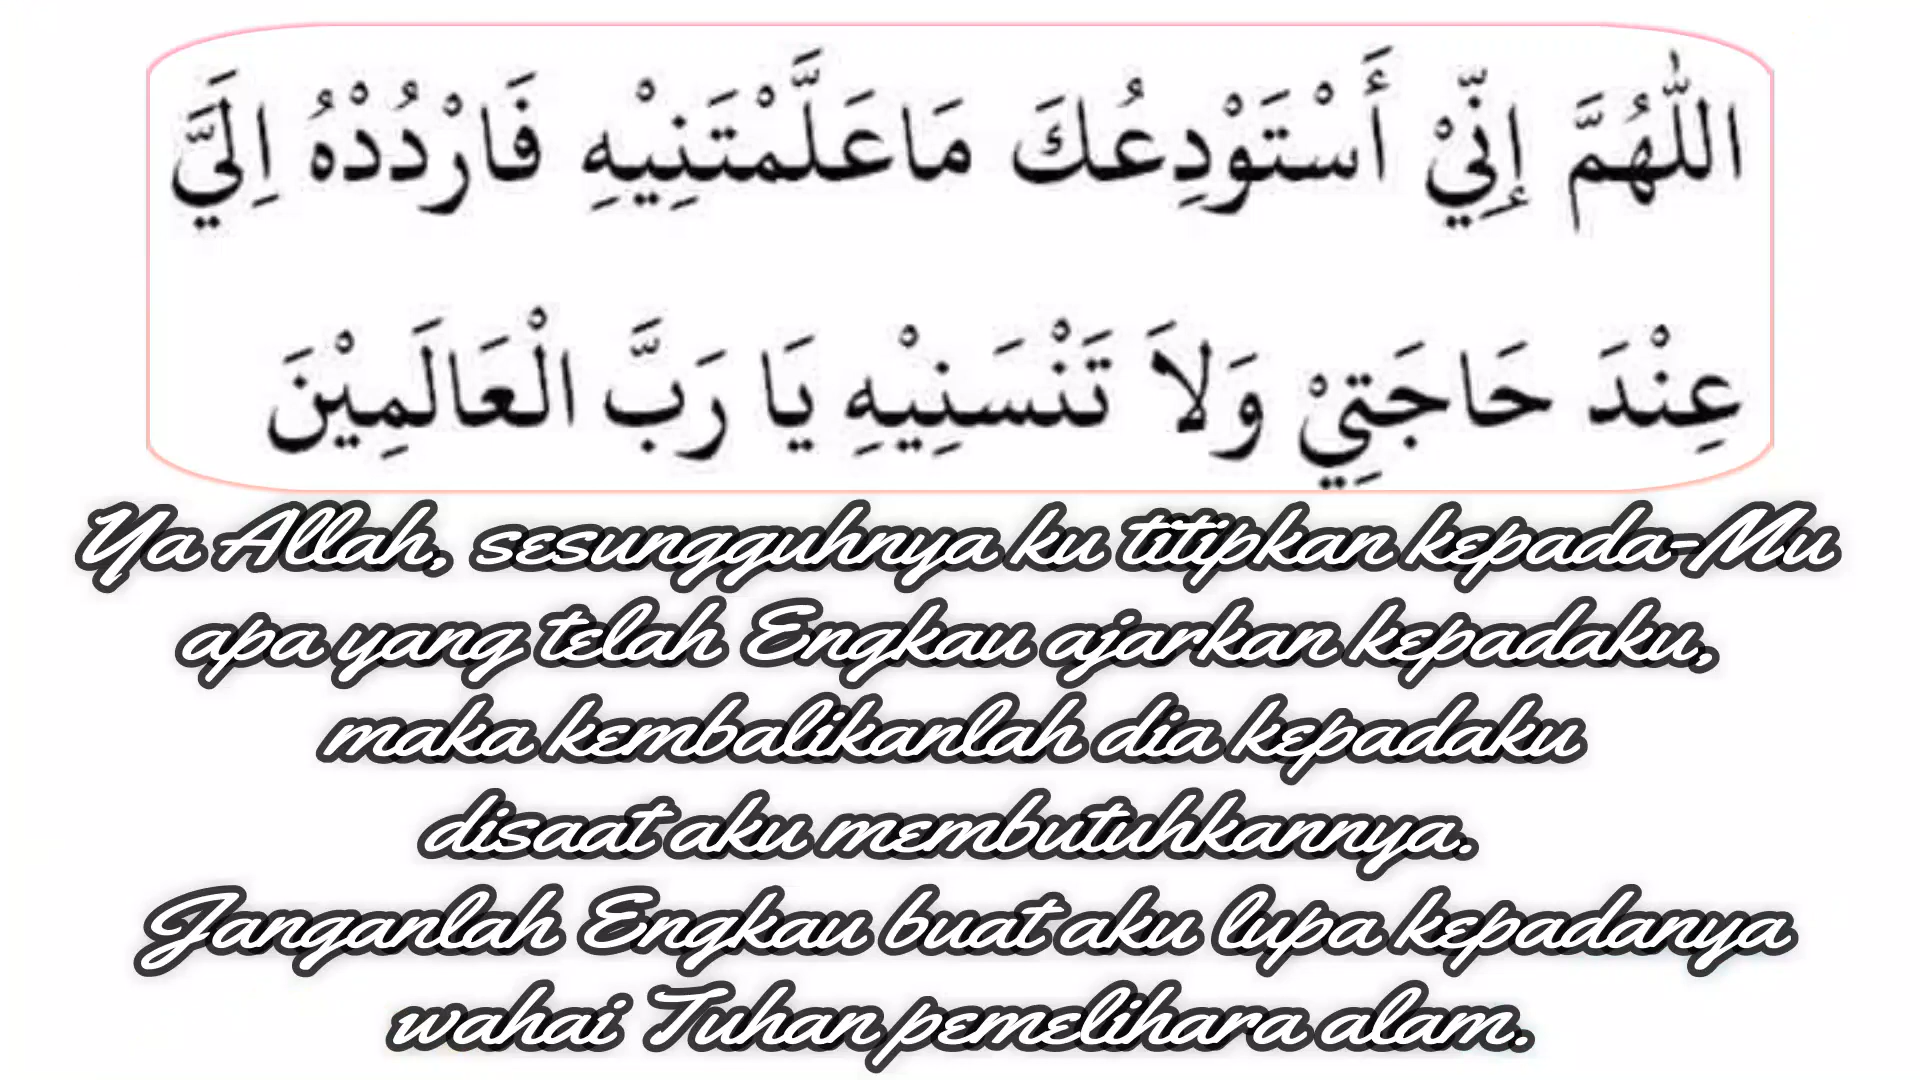 اللّٰهُمَّ إِنِّيْ أَسْتَوْدِعُكَ مَاعَلَّمْتَنِيْهِ فَارْدُدْهُ اِلَيَّ
عِنْدَ حَاجَتِيْ وَلاَ تَنْسَنِيْهِ يَا رَبَّ الْعَالَمِيْنَ
Ya Allah, sesungguhnya ku titipkan kepada-Mu
apa yang telah Engkau ajarkan kepadaku,
maka kembalikanlah dia kepadaku
disaat aku membutuhkannya.
Janganlah Engkau buat aku lupa kepadanya
wahai Tuhan pemelihara alam.